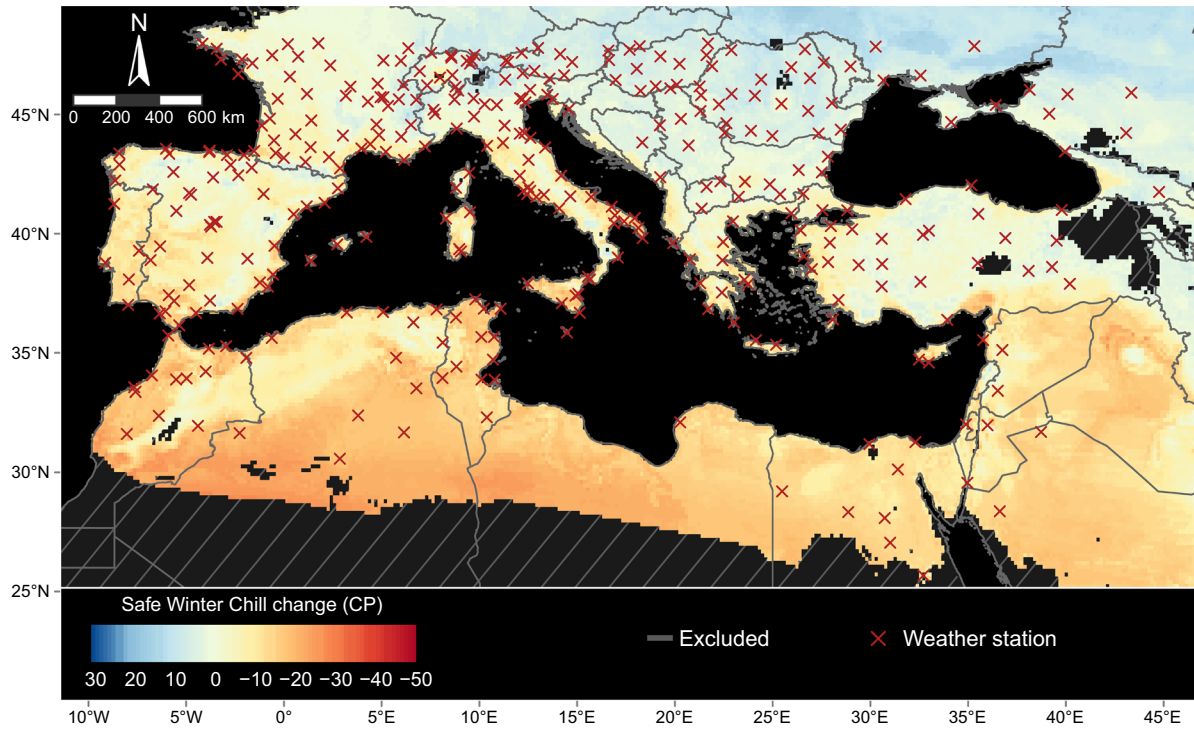 N
0 200 400 600 km
45°N
40°N
35°N
30°N
25°N
Safe Winter Chill change (CP)
30 20 10 0 −10 −20 −30 −40 −50
Excluded
Weather station
10°W 5°W 0° 5°E 10°E 15°E 20°E 25°E 30°E 35°E 40°E 45°E